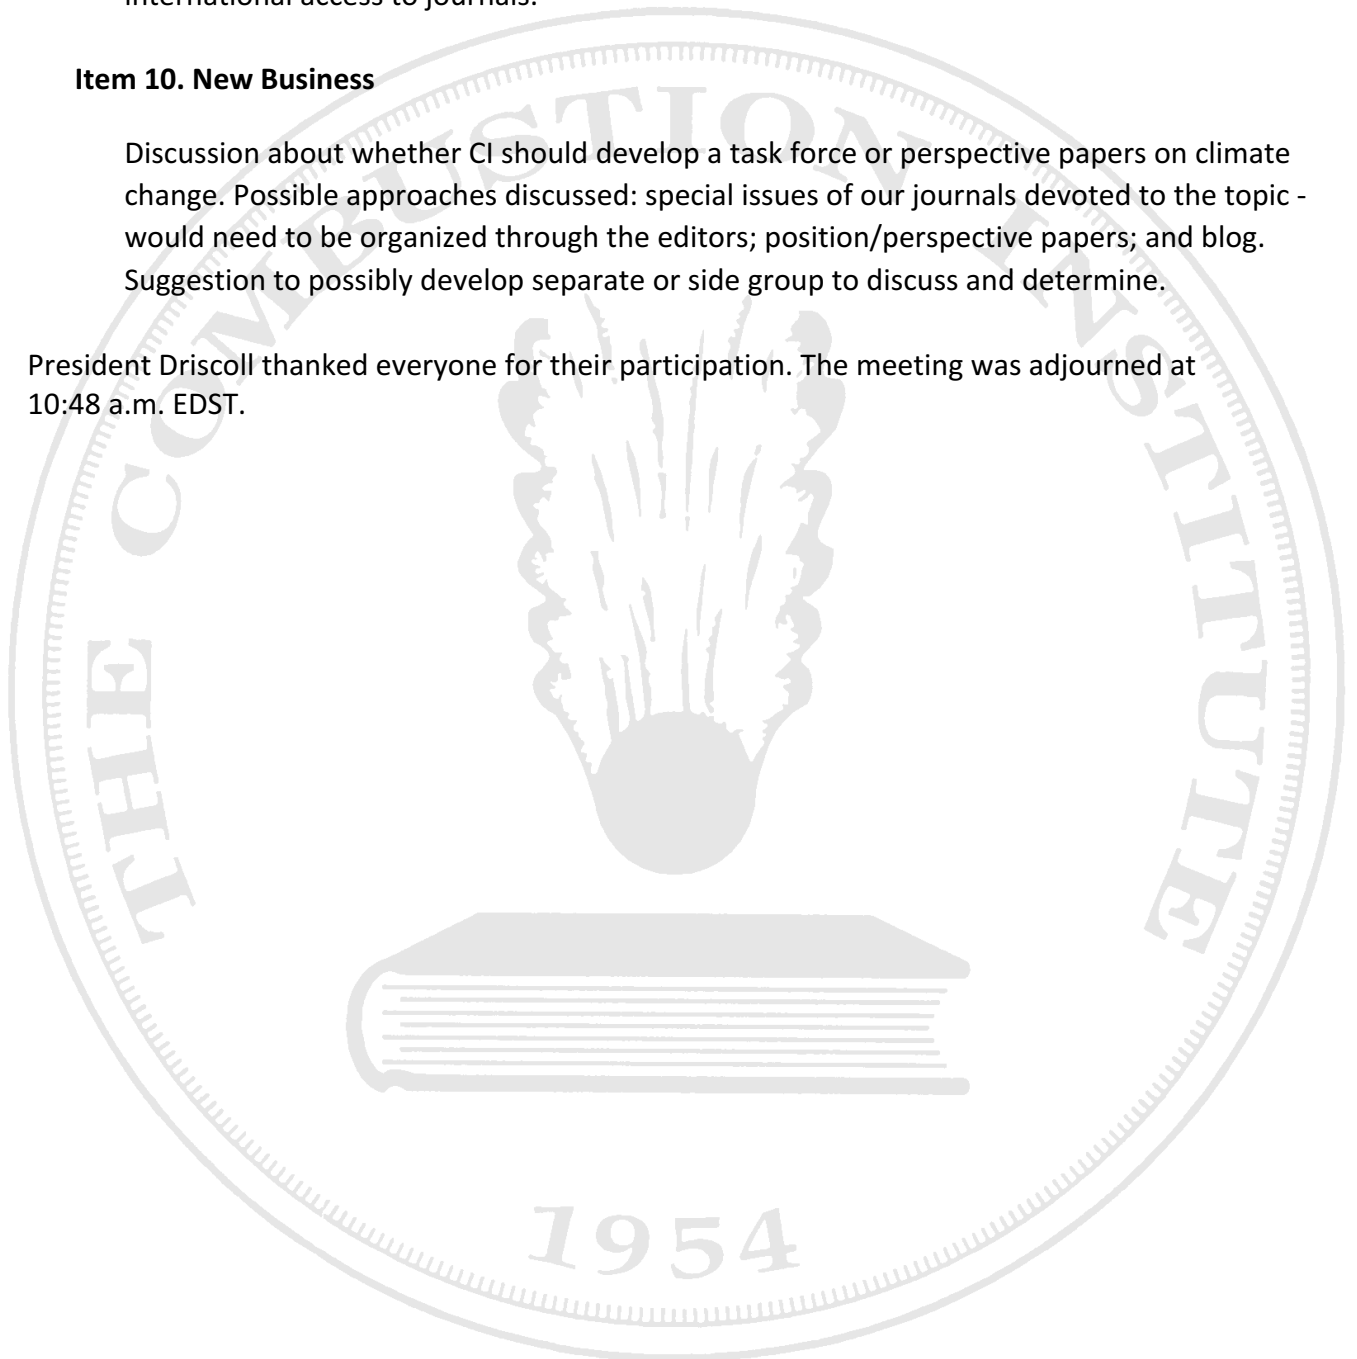 international access to journals.
Item 10. New Business
Discussion about whether CI should develop a task force or perspective papers on climate
change. Possible approaches discussed: special issues of our journals devoted to the topic -
would need to be organized through the editors; position/perspective papers; and blog.
Suggestion to possibly develop separate or side group to discuss and determine.
President Driscoll thanked everyone for their participation. The meeting was adjourned at
10:48 a.m. EDST.
THE COMBUSTION INSTITUTE
1954